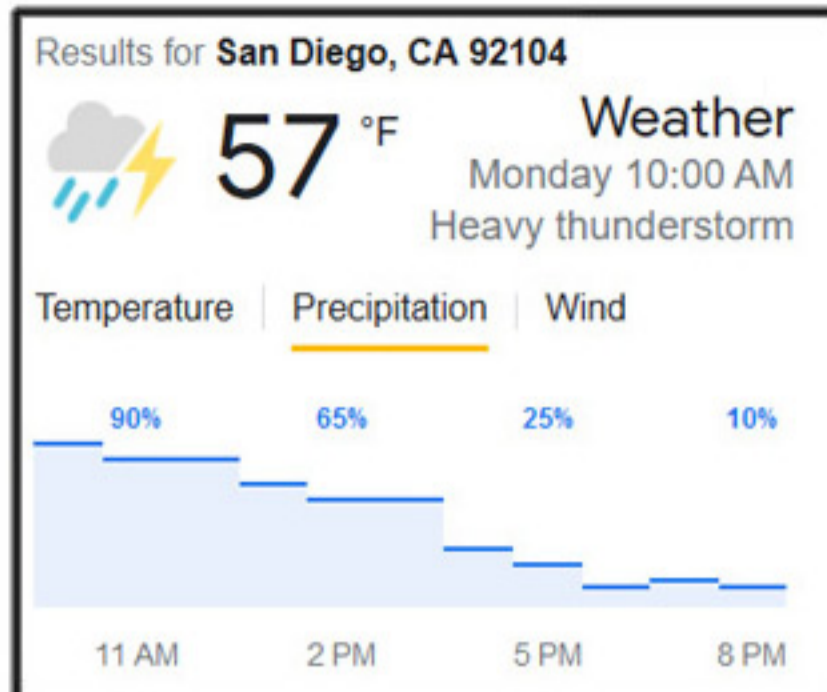 Results for San Diego, CA 92104
57 °F
Weather
Monday 10:00 AM
Heavy thunderstorm
Temperature Precipitation Wind
90% 65% 25% 10%
11 AM 2 PM 5 PM 8 PM